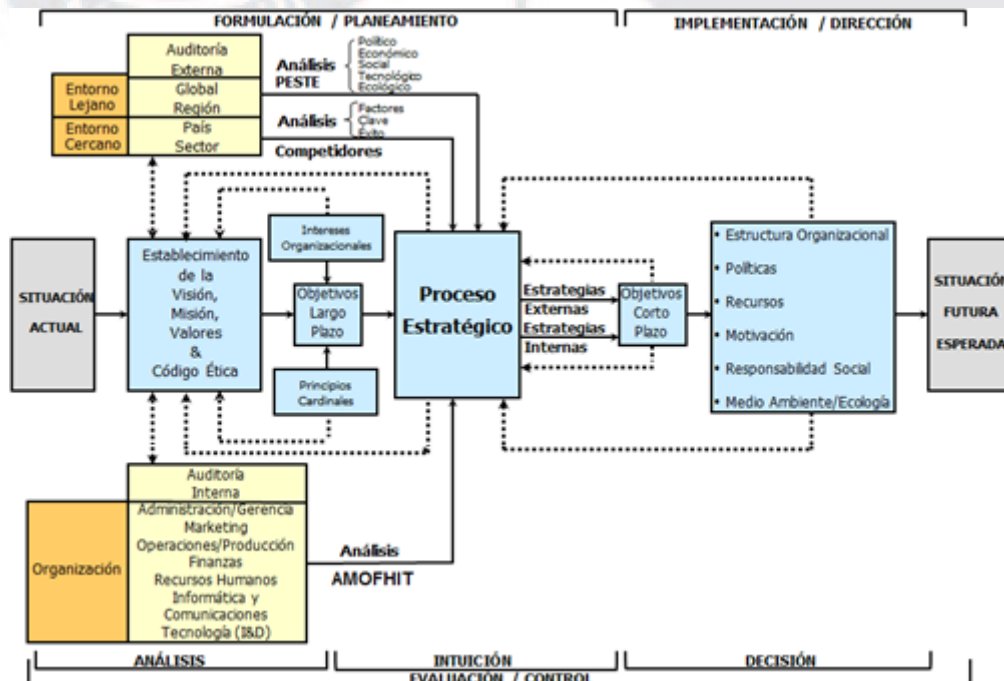 FORMULACIÓN / PLANEAMIENTO
IMPLEMENTACIÓN / DIRECCIÓN
Auditoría
Externa
Entorno
Lejano
Global
Región
Entorno
Cercano
País
Sector
Análisis
PESTE
Político
Económico
Social
Tecnológico
Ecológico
Análisis
Competidores
Factores
Clave
Éxito
SITUACIÓN
ACTUAL
Establecimiento
de la
Visión,
Misión,
Valores
&
Código Ética
Intereses
Organizacionales
Objetivos
Largo
Plazo
Principios
Cardinales
Proceso
Estratégico
Estrategias
Externas
Estrategias
Internas
Objetivos
Corto
Plazo
• Estructura Organizacional
• Políticas
• Recursos
• Motivación
• Responsabilidad Social
• Medio Ambiente/Ecología
SITUACIÓN
FUTURA
ESPERADA
Auditoría
Interna
Organización
Administración/Gerencia
Marketing
Operaciones/Producción
Finanzas
Recursos Humanos
Informática y
Comunicaciones
Tecnología (I&D)
Análisis
AMOFHIT
ANÁLISIS
INTUICIÓN
DECISIÓN
EVALUACIÓN / CONTROL